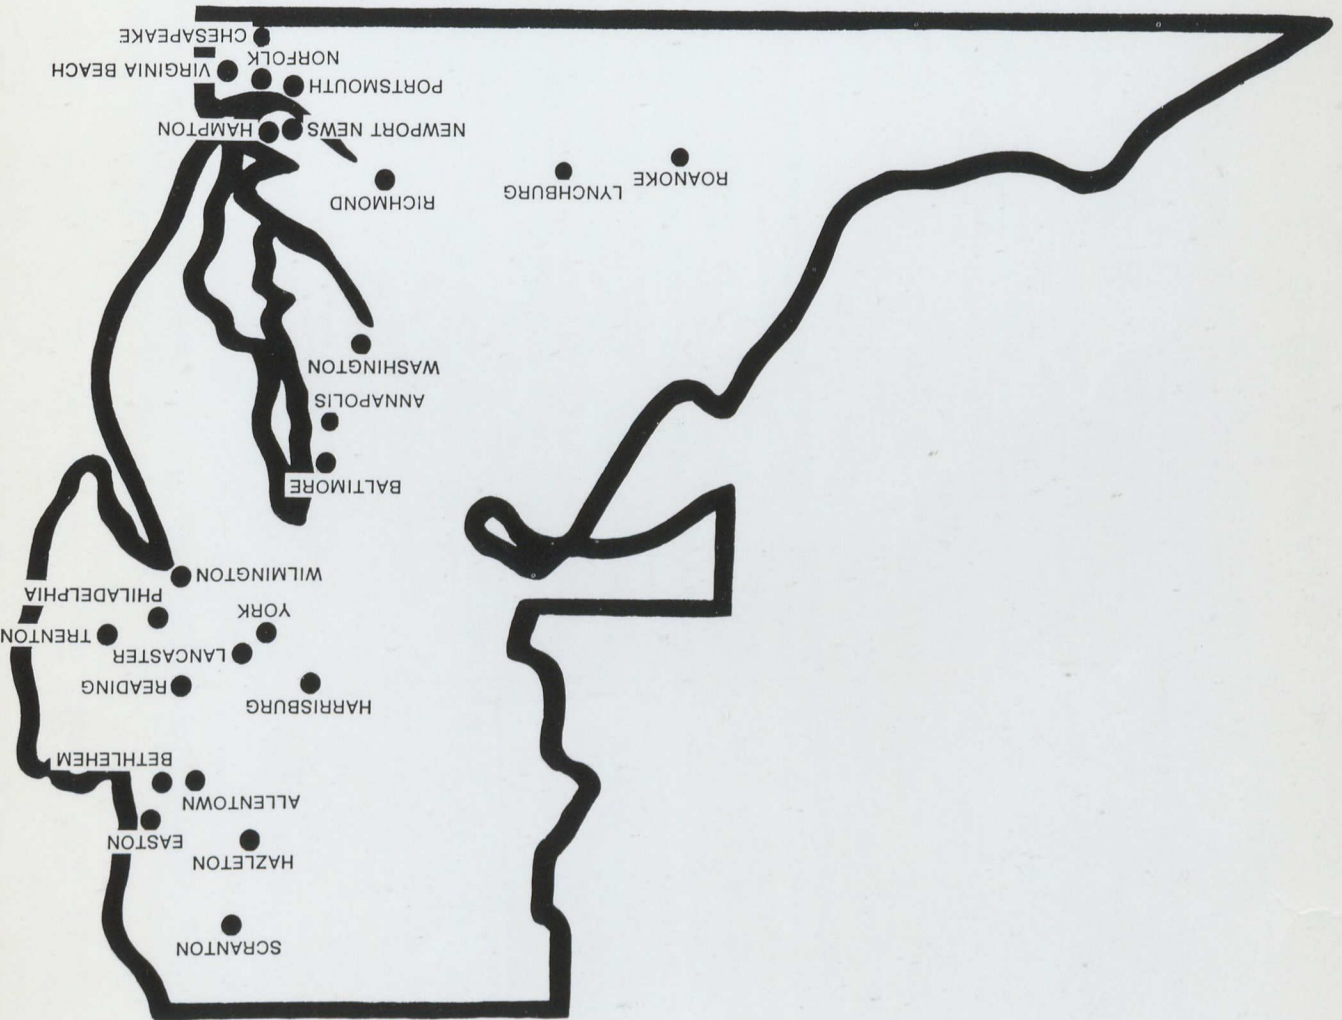 SCRANTON
HAZLETON
EASTON
ALLENTOWN
BETHLEHEM
HARRISBURG
READING
LANCASTER
TRENTON
YORK
PHILADELPHIA
WILMINGTON
BALTIMORE
ANNAPOLIS
WASHINGTON
RICHMOND
LYNCHBURG
ROANOKE
NEWPORT NEWS
HAMPTON
PORTSMOUTH
VIRGINIA BEACH
NORFOLK
CHESAPEAKE